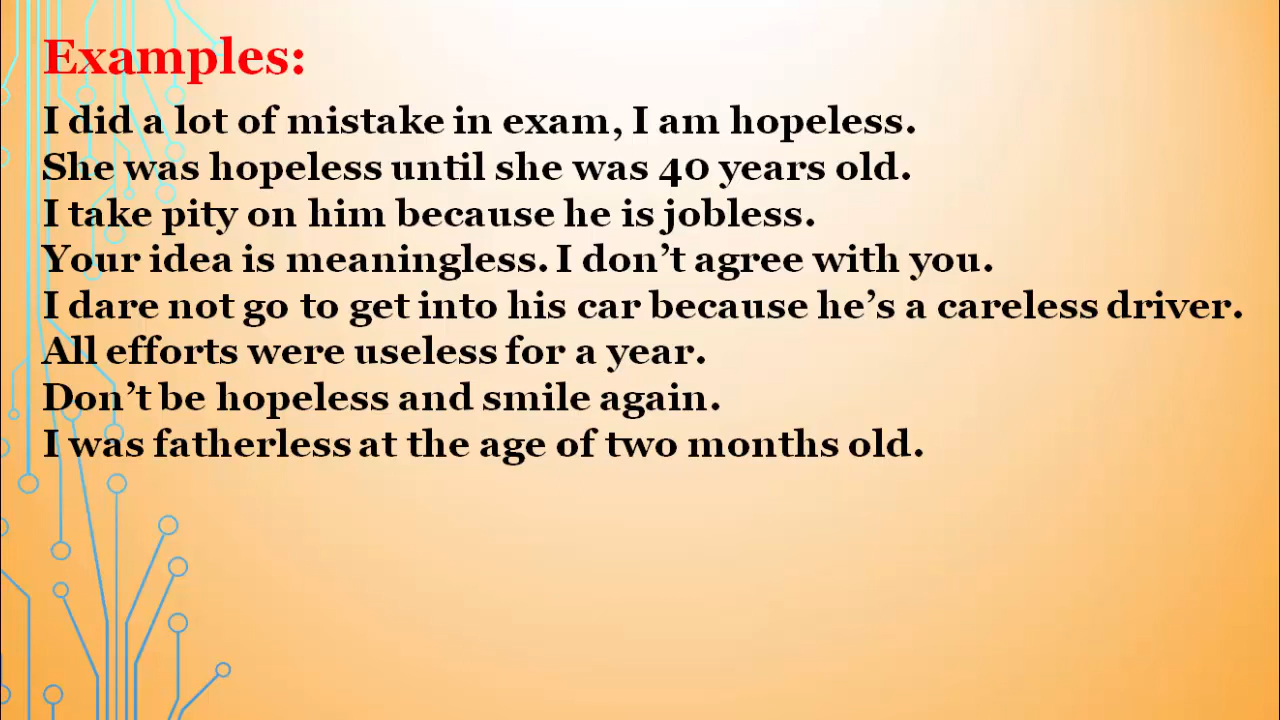 Examples:
I did a lot of mistake in exam, I am hopeless.
She was hopeless until she was 40 years old.
I take pity on him because he is jobless.
Your idea is meaningless. I don’t agree with you.
I dare not go to get into his car because he’s a careless driver.
All efforts were useless for a year.
Don’t be hopeless and smile again.
I was fatherless at the age of two months old.